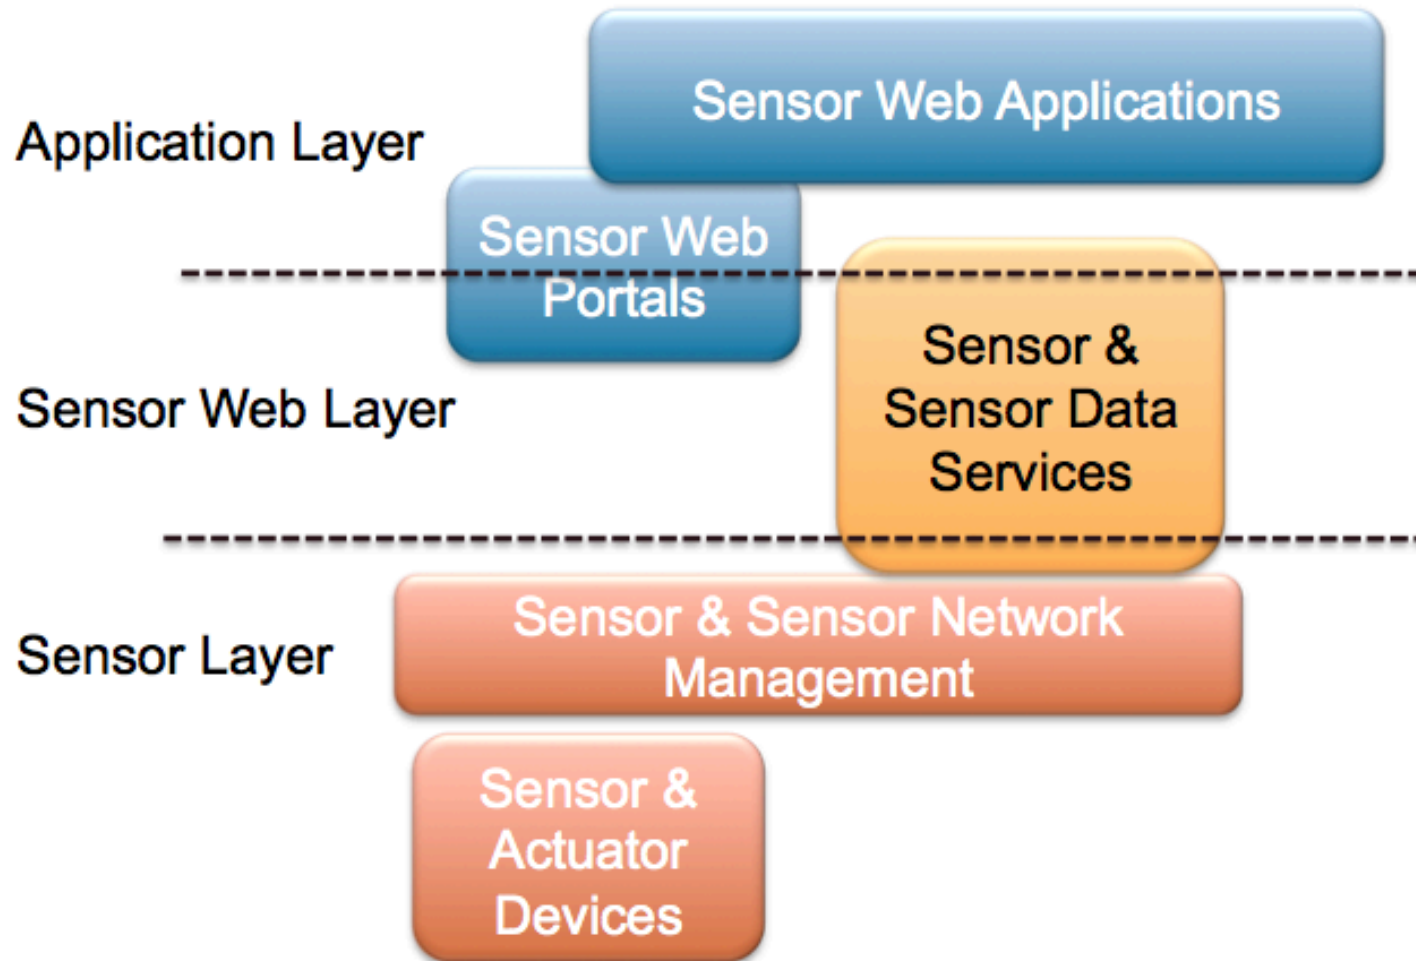 Sensor Web Applications
Application Layer
Sensor Web
Portals
Sensor &
Sensor Data
Services
Sensor Web Layer
Sensor & Sensor Network
Management
Sensor Layer
Sensor &
Actuator
Devices